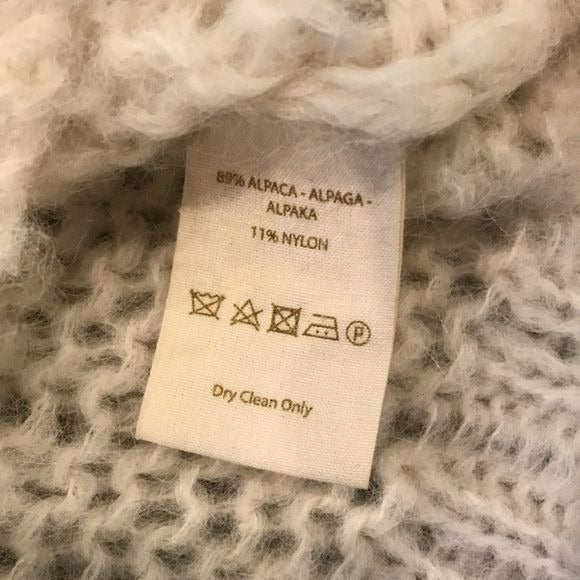 89% ALPACA - ALPAGA -
ALPAKA
11% NYLON
P
Dry Clean Only